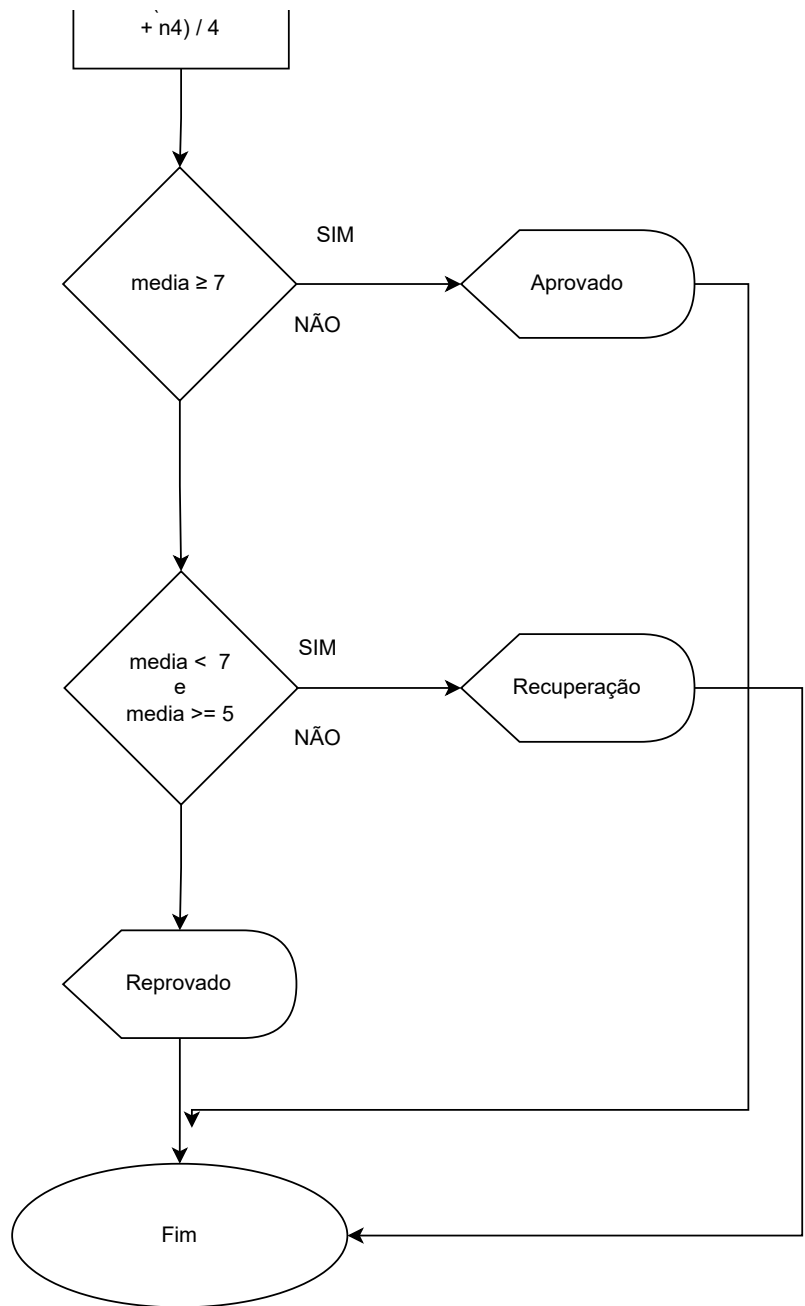 + n4) / 4
SIM
media ≥ 7
Aprovado
NÃO
SIM
media < 7
e
media >= 5
Recuperação
NÃO
Reprovado
Fim